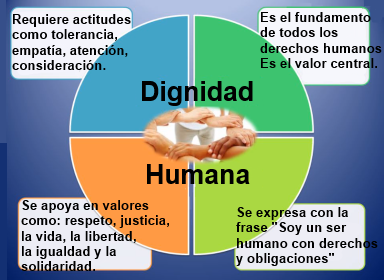 Requiere actitudes
como tolerancia,
empatía, atención,
consideración.
Es el fundamento
de todos los
derechos humanos
Es el valor central.
Dignidad
Humana
Se apoya en valores
como: respeto, justicia,
la vida, la libertad,
la igualdad y la
solidaridad.
Se expresa con la
frase "Soy un ser
humano con derechos
y obligaciones"